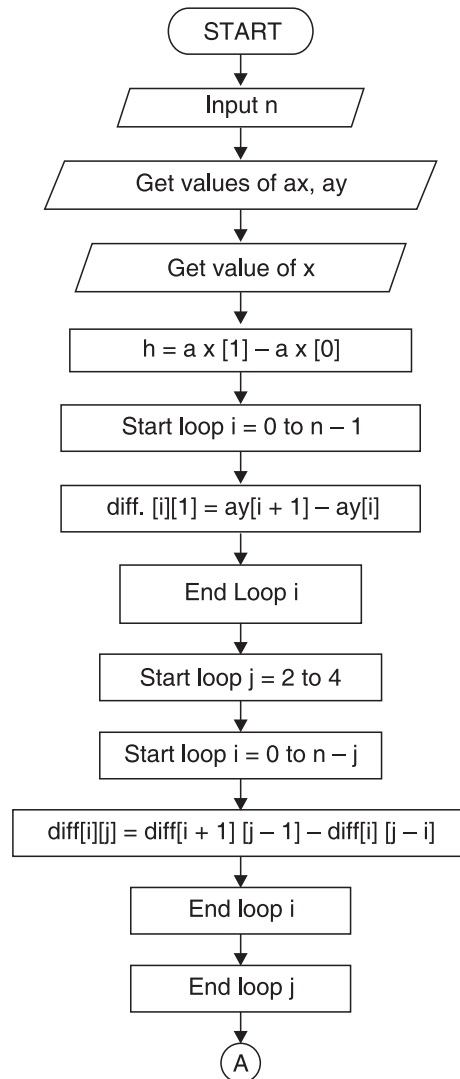 START
Input n
Get values of ax, ay
Get value of x
h = a x [1] – a x [0]
Start loop i = 0 to n – 1
diff. [i][1] = ay[i + 1] – ay[i]
End Loop i
Start loop j = 2 to 4
Start loop i = 0 to n – j
diff[i][j] = diff[i + 1] [j – 1] – diff[i] [j – i]
End loop i
End loop j
A